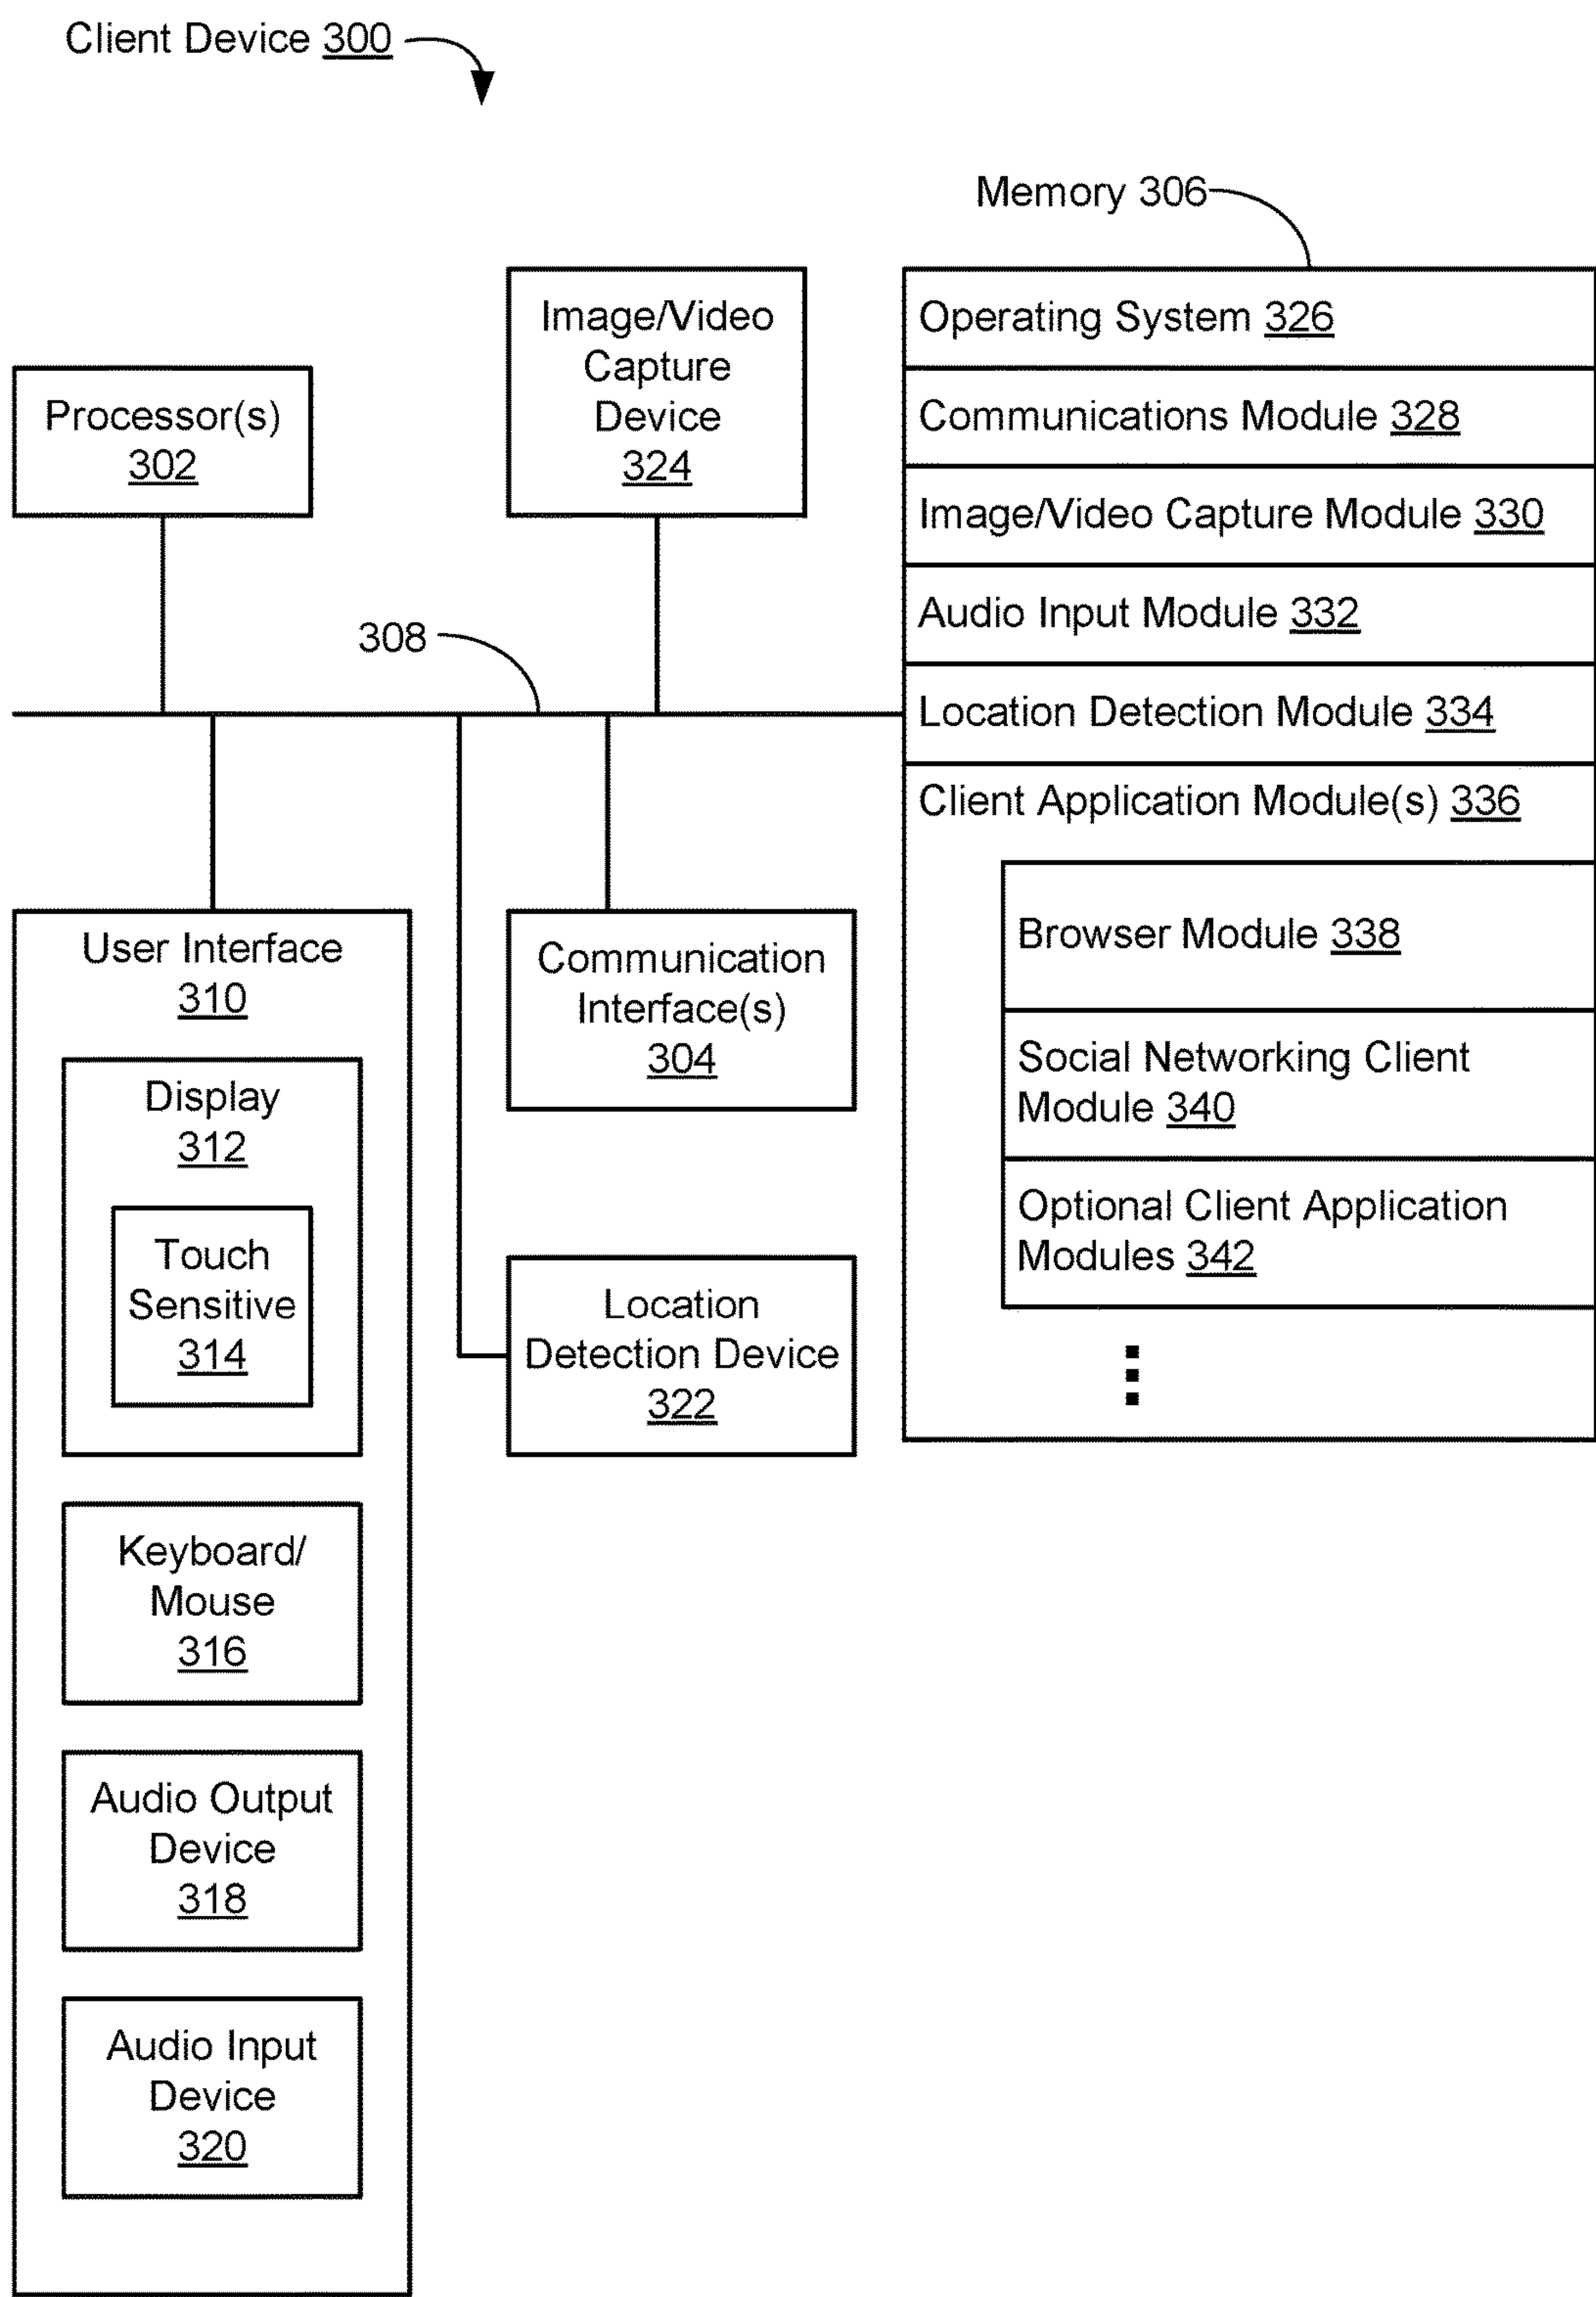 Client Device 300
Memory 306
Processor(s)
302
Image/Video
Capture
Device
324
308
User Interface
310
Display
312
Touch
Sensitive
314
Keyboard/
Mouse
316
Audio Output
Device
318
Audio Input
Device
320
Communication
Interface(s)
304
Location
Detection Device
322
Operating System 326
Communications Module 328
Image/Video Capture Module 330
Audio Input Module 332
Location Detection Module 334
Client Application Module(s) 336
Browser Module 338
Social Networking Client
Module 340
Optional Client Application
Modules 342